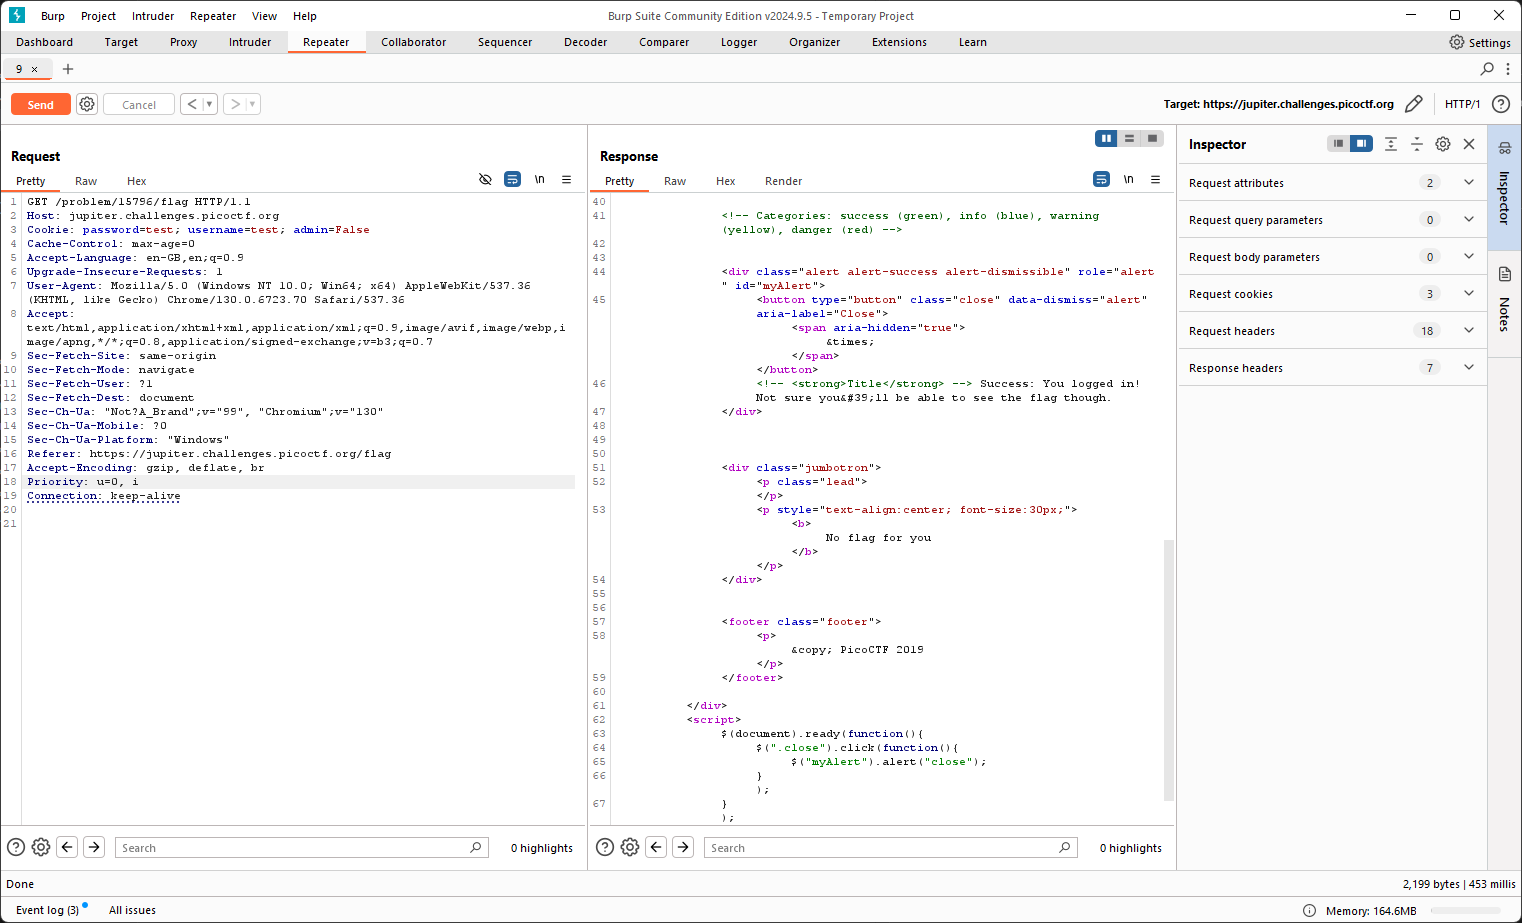 Burp Project Intruder Repeater View Help
Burp Suite Community Edition v2024.9.5 - Temporary Project
Dashboard Target Proxy Intruder Repeater Collaborator Sequencer Decoder Comparer Logger Organizer Extensions Learn
Settings
9 × +
Send Cancel < >
Target: https://jupiter.challenges.picoctf.org HTTP/1
Request
Pretty Raw Hex \n
1 GET /problem/15796/flag HTTP/1.1
2 Host: jupiter.challenges.picoctf.org
3 Cookie: password=test; username=test; admin=False
4 Cache-Control: max-age=0
5 Accept-Language: en-GB,en;q=0.9
6 Upgrade-Insecure-Requests: 1
7 User-Agent: Mozilla/5.0 (Windows NT 10.0; Win64; x64) AppleWebKit/537.36
(KHTML, like Gecko) Chrome/130.0.6723.70 Safari/537.36
8 Accept:
text/html,application/xhtml+xml,application/xml;q=0.9,image/avif,image/webp,i
mage/apng,*/*;q=0.8,application/signed-exchange;v=b3;q=0.7
9 Sec-Fetch-Site: same-origin
10 Sec-Fetch-Mode: navigate
11 Sec-Fetch-User: ?1
12 Sec-Fetch-Dest: document
13 Sec-Ch-Ua: "Not?A_Brand";v="99", "Chromium";v="130"
14 Sec-Ch-Ua-Mobile: ?0
15 Sec-Ch-Ua-Platform: "Windows"
16 Referer: https://jupiter.challenges.picoctf.org/flag
17 Accept-Encoding: gzip, deflate, br
18 Priority: u=0, i
19 Connection: keep-alive
20
21
Search
0 highlights
Response
Pretty Raw Hex Render \n
40
41 <!-- Categories: success (green), info (blue), warning
(yellow), danger (red) -->
42
43
44 <div class="alert alert-success alert-dismissible" role="alert
" id="myAlert">
45 <button type="button" class="close" data-dismiss="alert"
aria-label="Close">
<span aria-hidden="true">
&times;
</span>
</button>
46 <!-- <strong>Title</strong> --> Success: You logged in!
Not sure you&#39;ll be able to see the flag though.
47 </div>
48
49
50
51 <div class="jumbotron">
52 <p class="lead">
</p>
53 <p style="text-align:center; font-size:30px;">
<b>
No flag for you
</b>
</p>
54 </div>
55
56
57 <footer class="footer">
58 <p>
&copy; PicoCTF 2019
</p>
59 </footer>
60
61 </div>
62 <script>
63 $(document).ready(function(){
64 $(".close").click(function(){
65 $("myAlert").alert("close");
66 }
);
67 }
);
Search
0 highlights
Inspector
Request attributes 2
Request query parameters 0
Request body parameters 0
Request cookies 3
Request headers 18
Response headers 7
Inspector
Notes
Done
2,199 bytes | 453 millis
Event log (3) All issues
Memory: 164.6MB